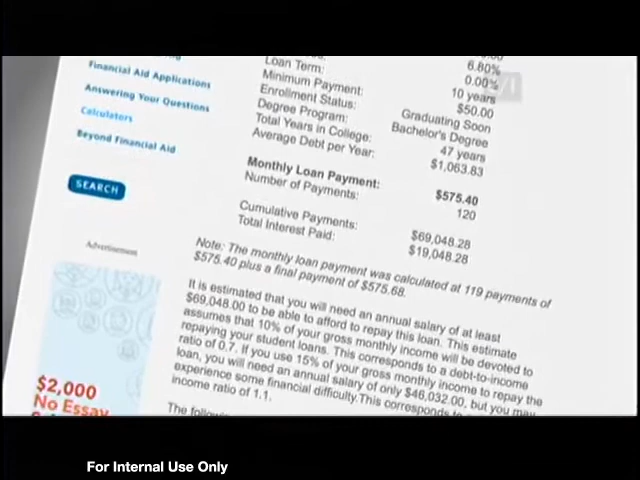 Financial Aid Applications
Answering Your Questions
Calculators
Beyond Financial Aid
SEARCH
Advertisement
$2,000
No Essay
6.80%
Loan Term: 0.00%
Minimum Payment: 10 years
Enrollment Status: $50.00
Degree Program: Graduating Soon
Total Years in College: Bachelor's Degree
Average Debt per Year: 47 years
$1,063.83
Monthly Loan Payment: $575.40
Number of Payments: 120
Cumulative Payments: $69,048.28
Total Interest Paid: $19,048.28
Note: The monthly loan payment was calculated at 119 payments of
$575.40 plus a final payment of $575.68.
It is estimated that you will need an annual salary of at least
$69,048.00 to be able to afford to repay this loan. This estimate
assumes that 10% of your gross monthly income will be devoted to
repaying your student loans. This corresponds to a debt-to-income
ratio of 0.7. If you use 15% of your gross monthly income to repay the
loan, you will need an annual salary of only $46,032.00, but you may
experience some financial difficulty.This corresponds
income ratio of 1.1.
The
For Internal Use Only